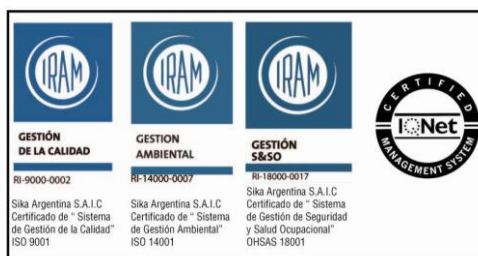 IRAM
GESTIÓN
DE LA CALIDAD
RI-9000-0002
Sika Argentina S.A.I.C
Certificado de " Sistema
de Gestión de la Calidad"
ISO 9001
IRAM
GESTION
AMBIENTAL
RI-14000-0007
Sika Argentina S.A.I.C
Certificado de " Sistema
de Gestión Ambiental"
ISO 14001
IRAM
GESTIÓN
S&SO
RI-18000-0017
Sika Argentina S.A.I.C
Certificado de " Sistema
de Gestión de Seguridad
y Salud Ocupacional"
OHSAS 18001
CERTIFIED
IQNet
MANAGEMENT SYSTEM